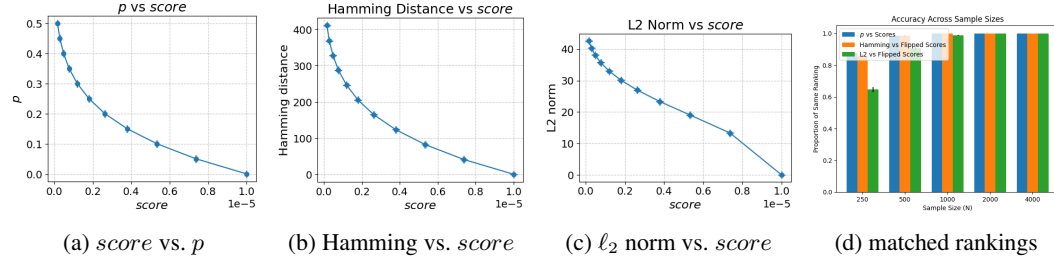 p vs score
p
0.5
0.4
0.3
0.2
0.1
0.0
0.0 0.2 0.4 0.6 0.8 1.0
score 1e−5
(a) score vs. p
Hamming Distance vs score
Hamming distance
400
300
200
100
0
0.0 0.2 0.4 0.6 0.8 1.0
score 1e−5
(b) Hamming vs. score
L2 Norm vs score
L2 norm
40
30
20
10
0
0.0 0.2 0.4 0.6 0.8 1.0
score 1e−5
(c) ℓ2 norm vs. score
Accuracy Across Sample Sizes
Proportion of Same Ranking
1.0
0.8
0.6
0.4
0.2
0.0
p vs Scores
Hamming vs Flipped Scores
L2 vs Flipped Scores
250 500 1000 2000 4000
Sample Size (N)
(d) matched rankings